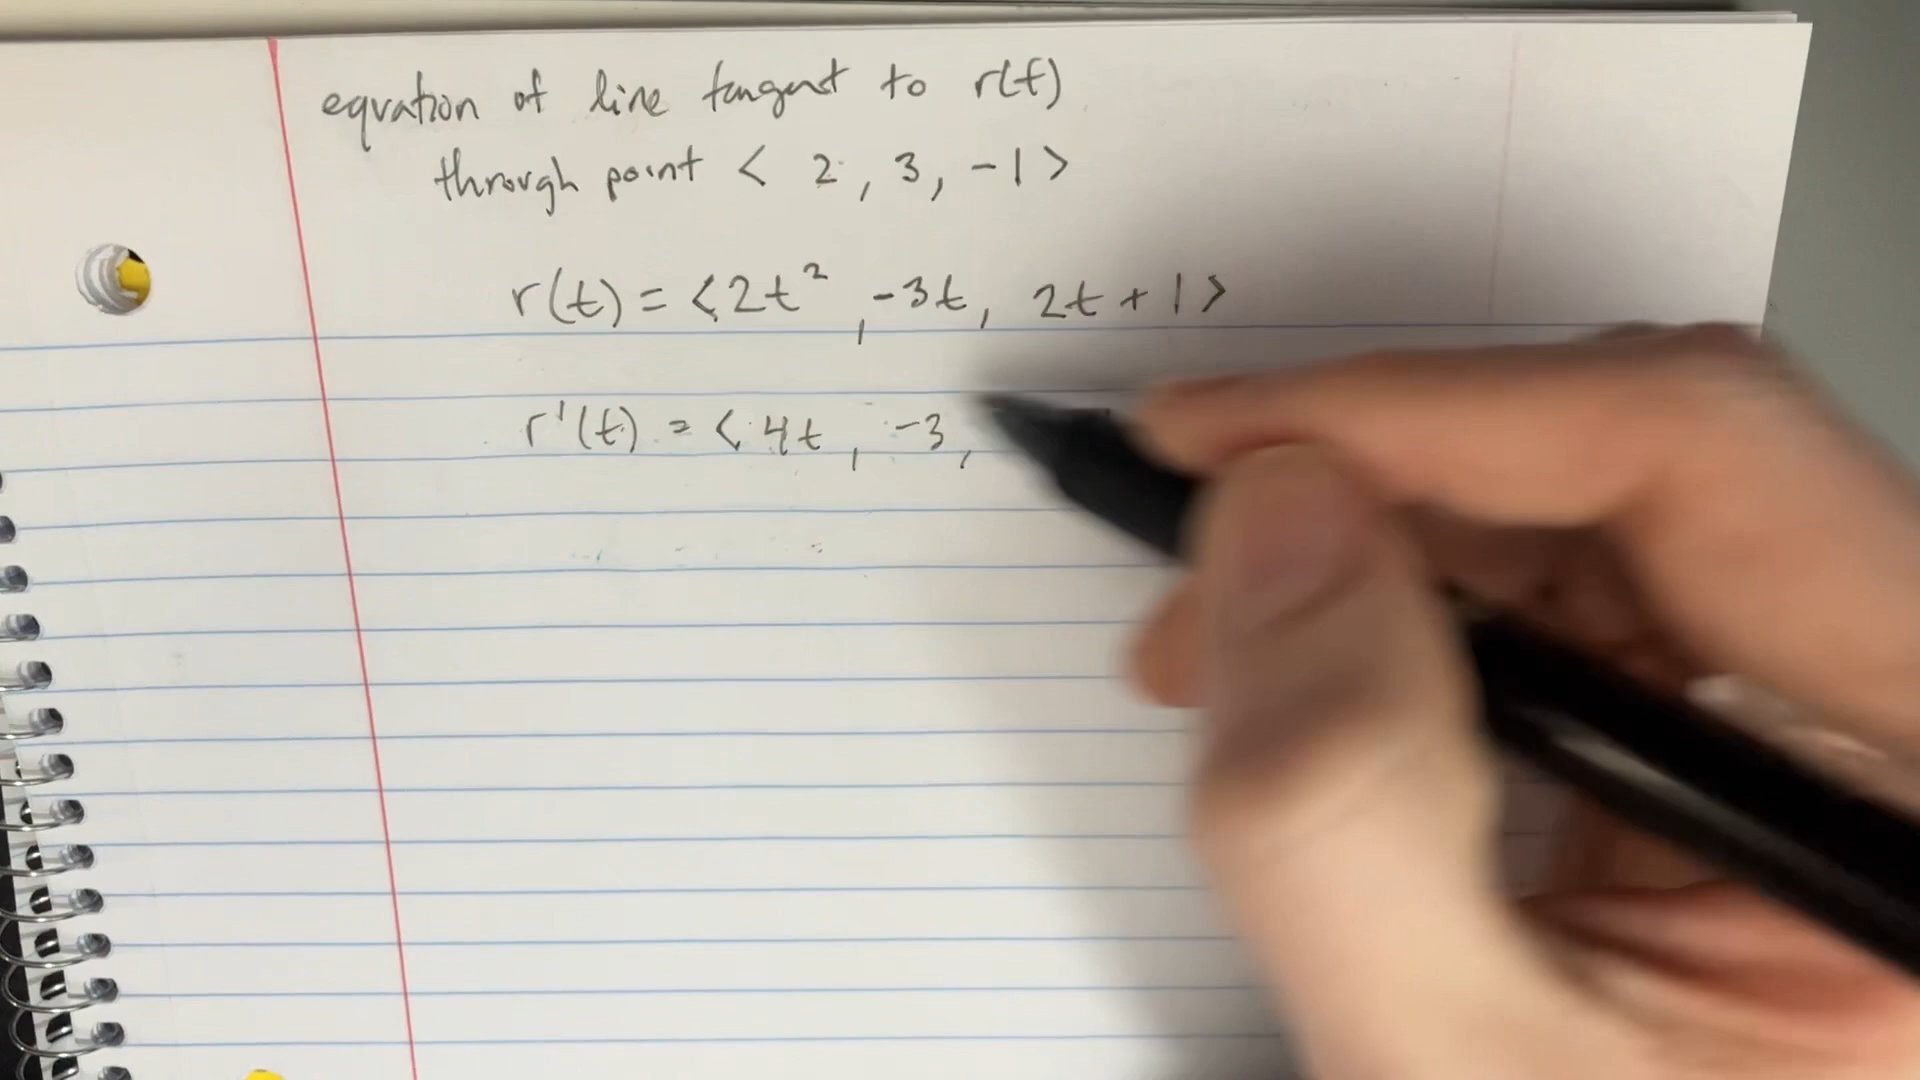 equation of line tangent to r(t)
through point < 2, 3, -1 >
r(t) = < 2t², -3t, 2t + 1 >
r'(t) = < 4t, -3,